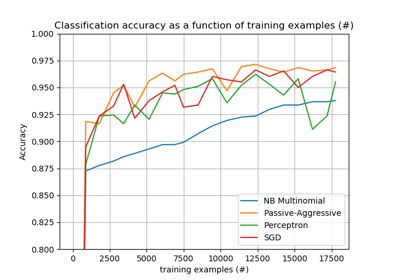 Classification accuracy as a function of training examples (#)
1.000
0.975
0.950
0.925
0.900
0.875
0.850
0.825
0.800
Accuracy
NB Multinomial
Passive-Aggressive
Perceptron
SGD
0 2500 5000 7500 10000 12500 15000 17500
training examples (#)